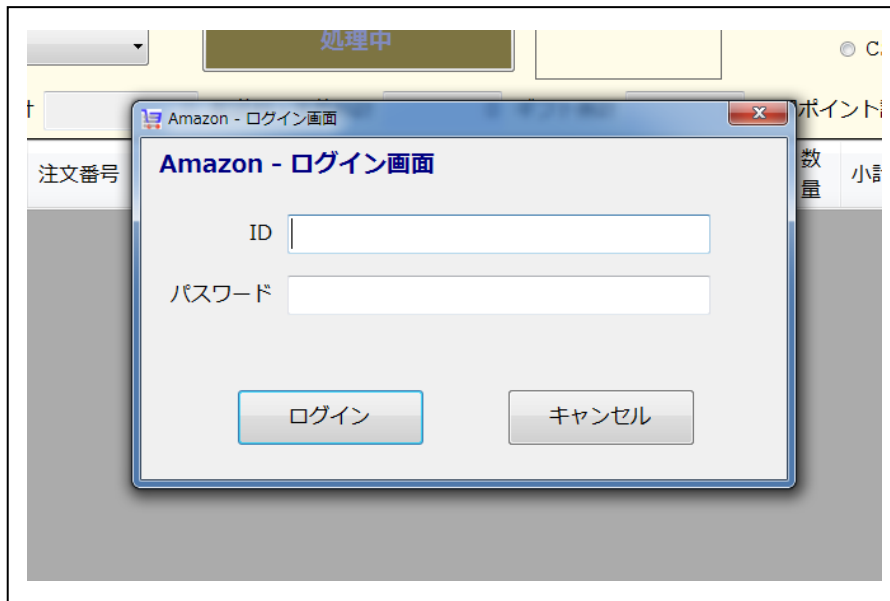 処理中
C.
計
ポイント
Amazon - ログイン画面
注文番号
数量
小計
Amazon - ログイン画面
ID
パスワード
ログイン
キャンセル